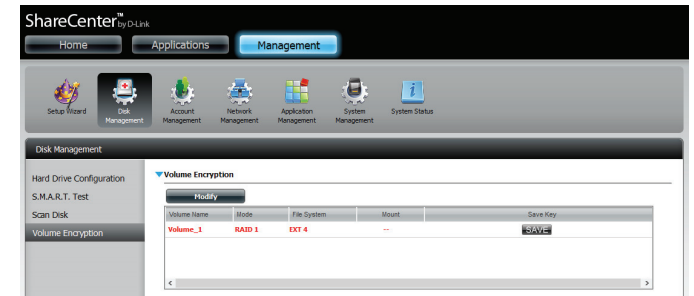 ShareCenter™ by D-Link
Home Applications Management
Setup Wizard Disk Management Account Management Network Management Application Management System Management System Status
Disk Management
Hard Drive Configuration
S.M.A.R.T. Test
Scan Disk
Volume Encryption
Volume Encryption
Modify
Volume Name Mode File System Mount Save Key
Volume_1 RAID 1 EXT 4 -- SAVE